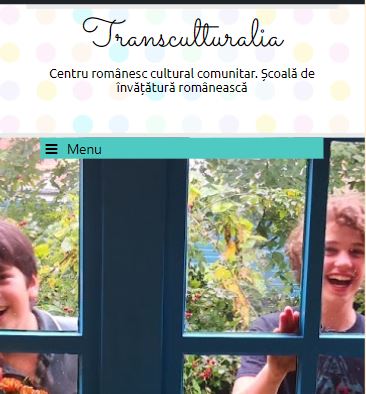 Transculturalia
Centru românesc cultural comunitar. Școală de
învățătură românească
Menu